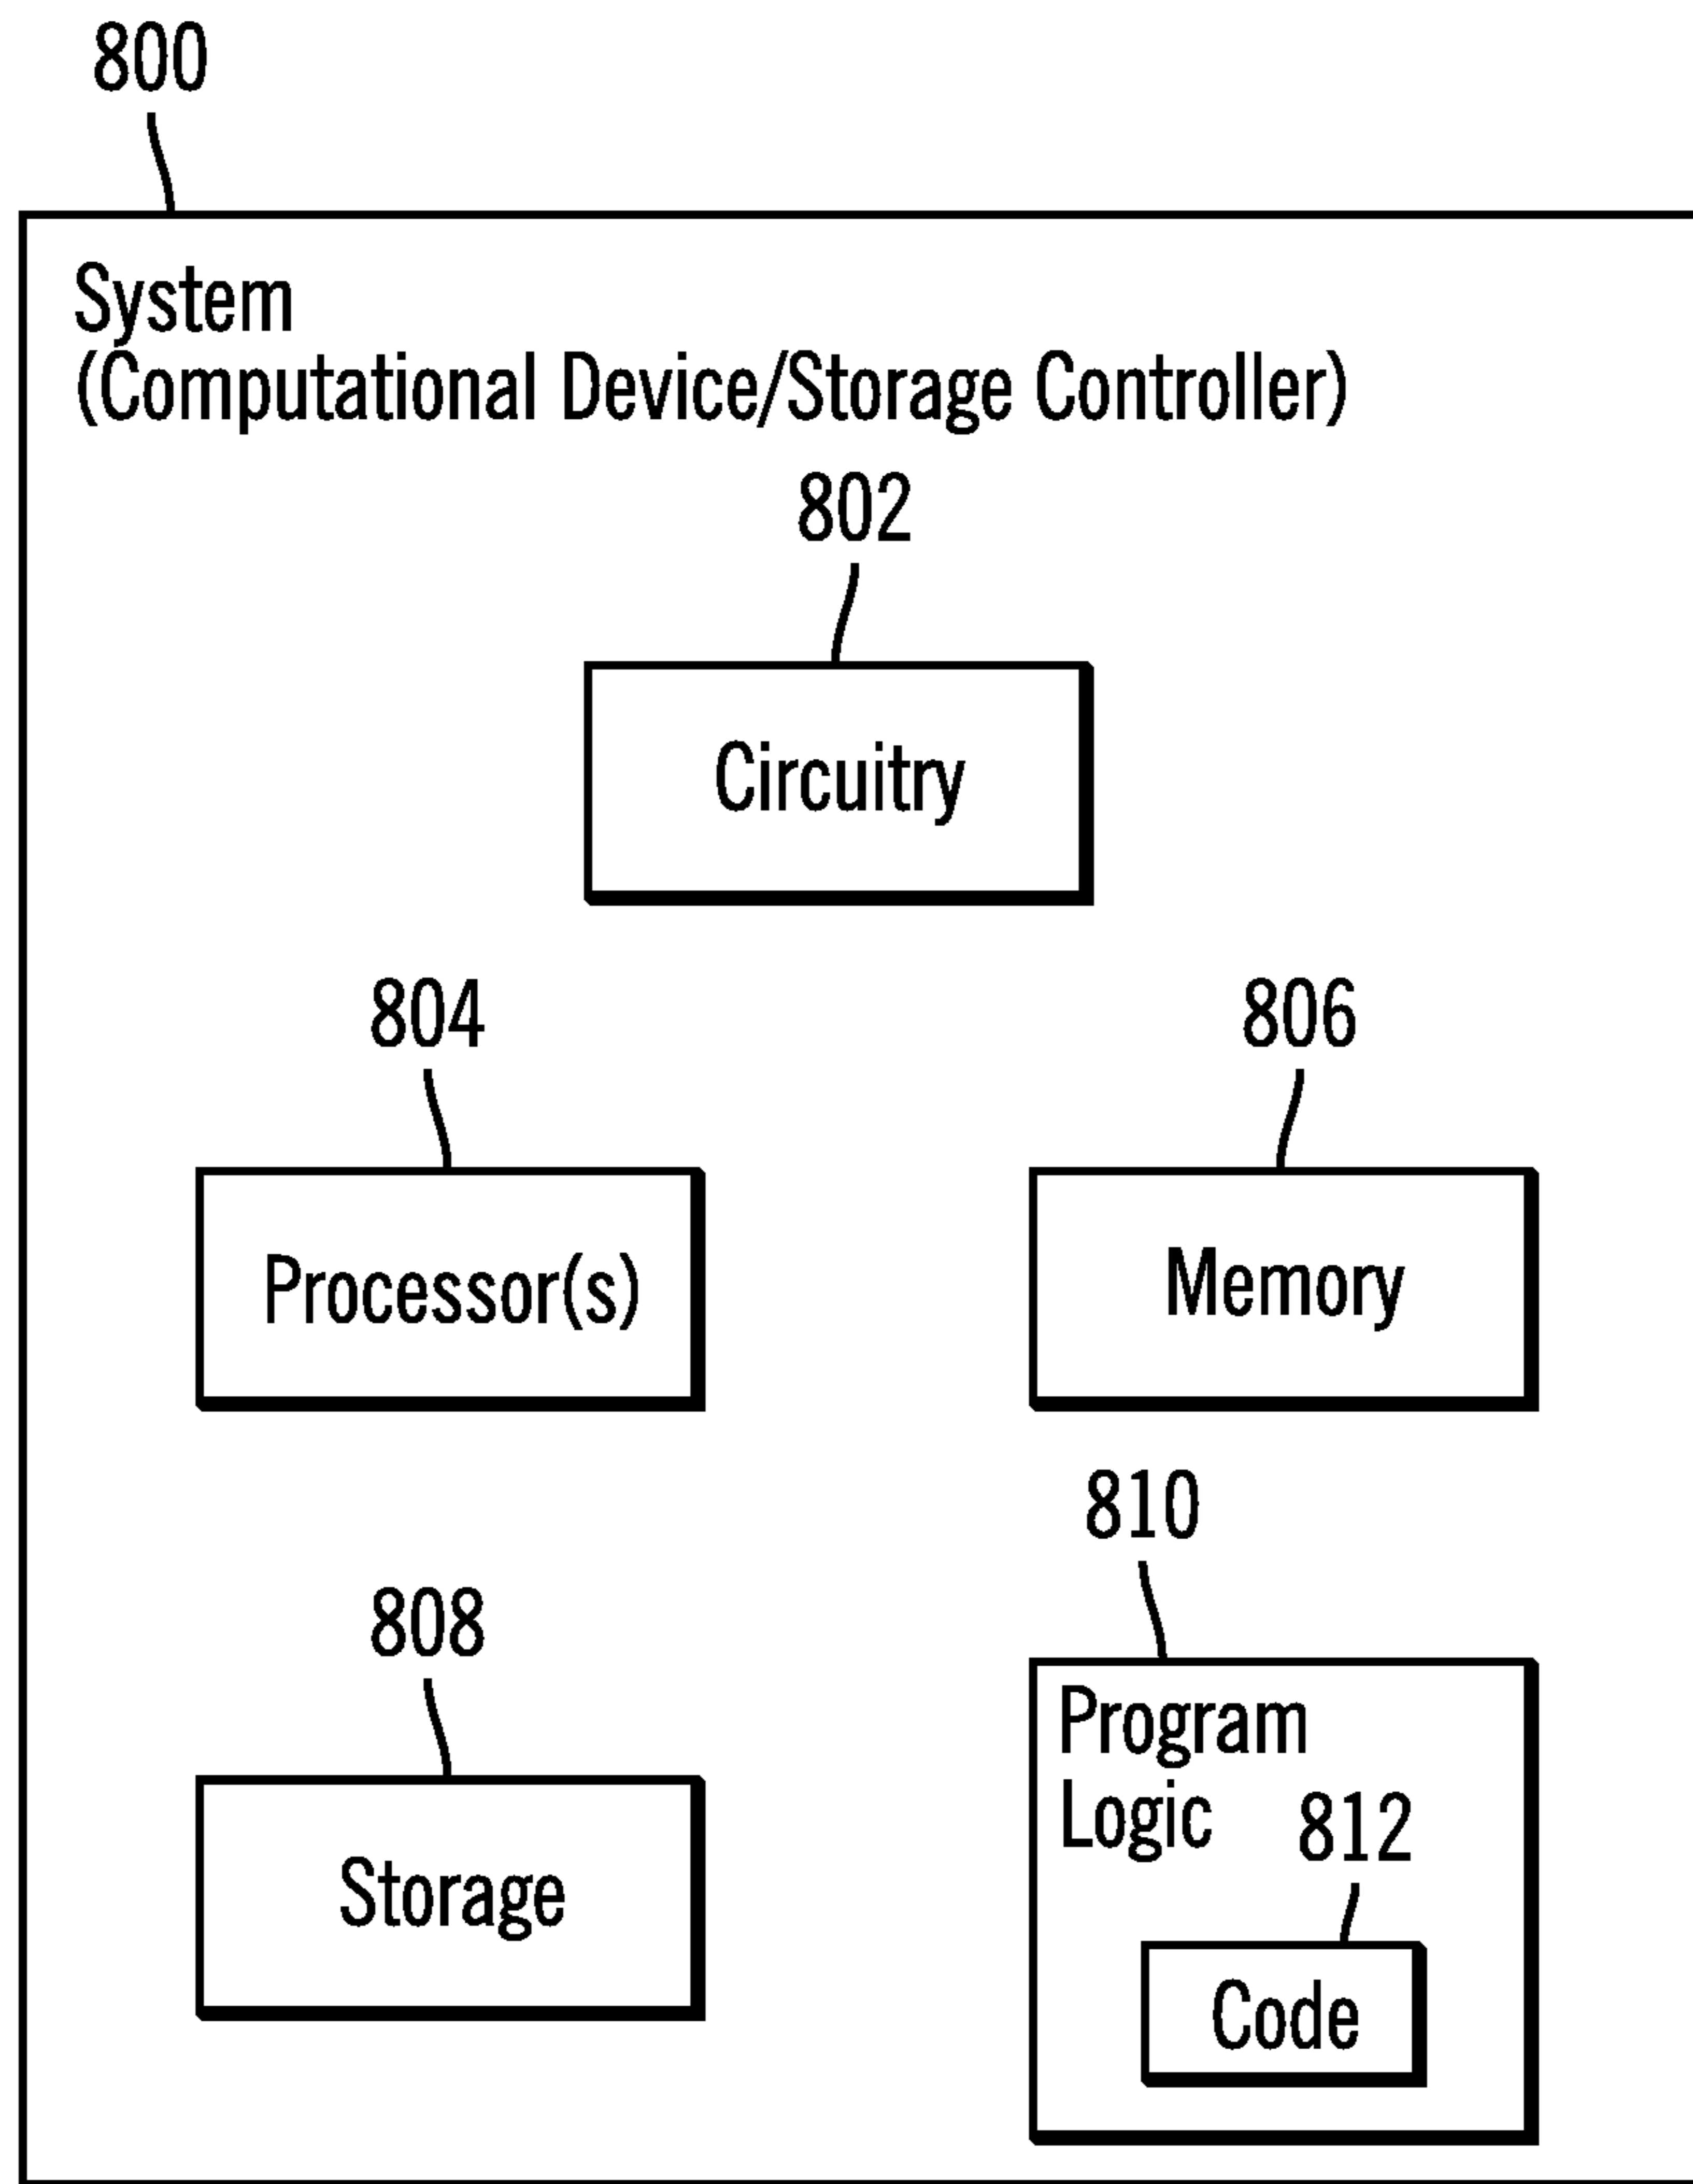 800
System
(Computational Device/Storage Controller)
802
Circuitry
804
806
Processor(s)
Memory
810
808
Program
Logic
812
Storage
Code